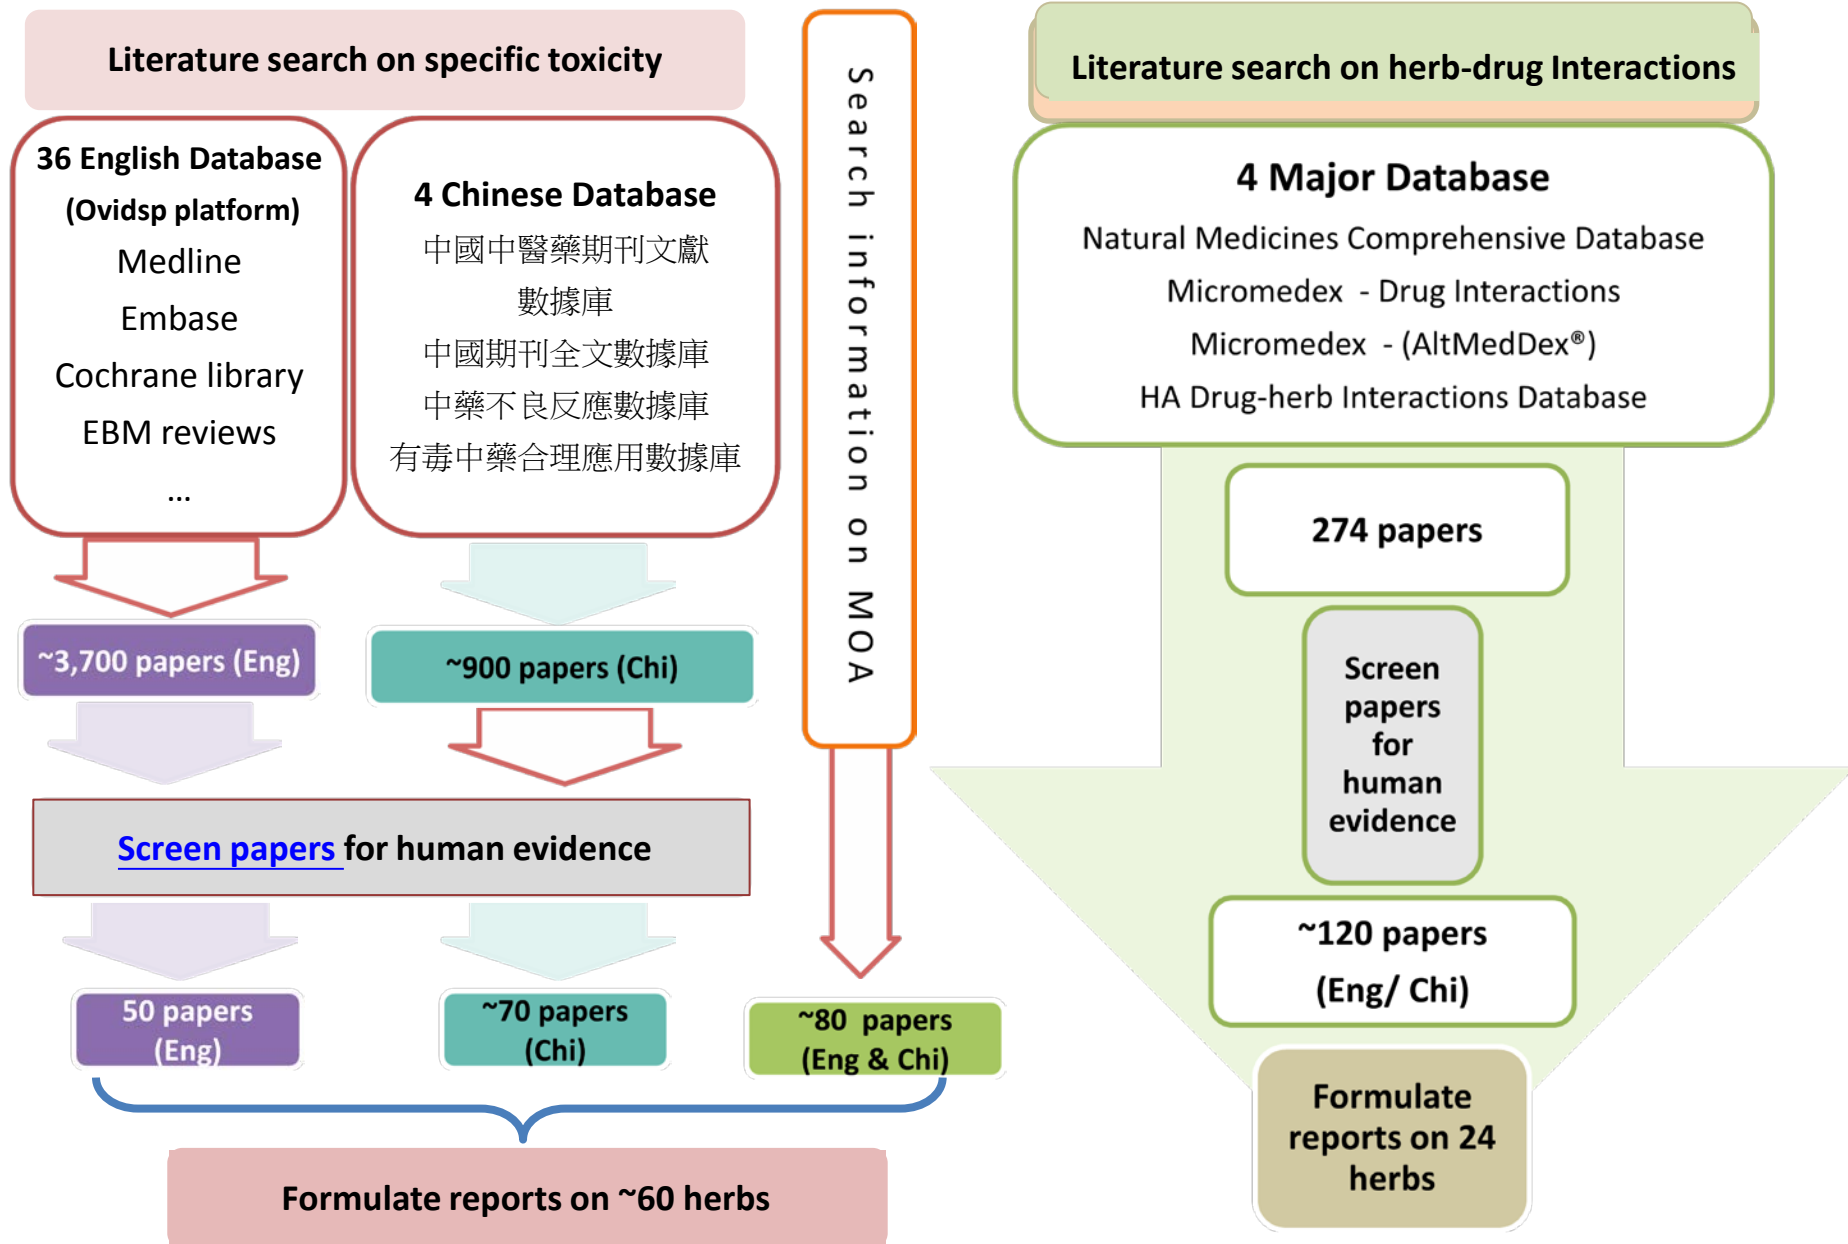 Literature search on specific toxicity
36 English Database
(Ovidsp platform)
Medline
Embase
Cochrane library
EBM reviews
...
4 Chinese Database
中國中醫藥期刊文獻
數據庫
中國期刊全文數據庫
中藥不良反應數據庫
有毒中藥合理應用數據庫
~3,700 papers (Eng)
~900 papers (Chi)
Screen papers for human evidence
50 papers
(Eng)
~70 papers
(Chi)
Search information on MOA
~80 papers
(Eng & Chi)
Formulate reports on ~60 herbs
Literature search on herb-drug Interactions
4 Major Database
Natural Medicines Comprehensive Database
Micromedex - Drug Interactions
Micromedex - (AltMedDex®)
HA Drug-herb Interactions Database
274 papers
Screen
papers
for
human
evidence
~120 papers
(Eng/ Chi)
Formulate
reports on 24
herbs